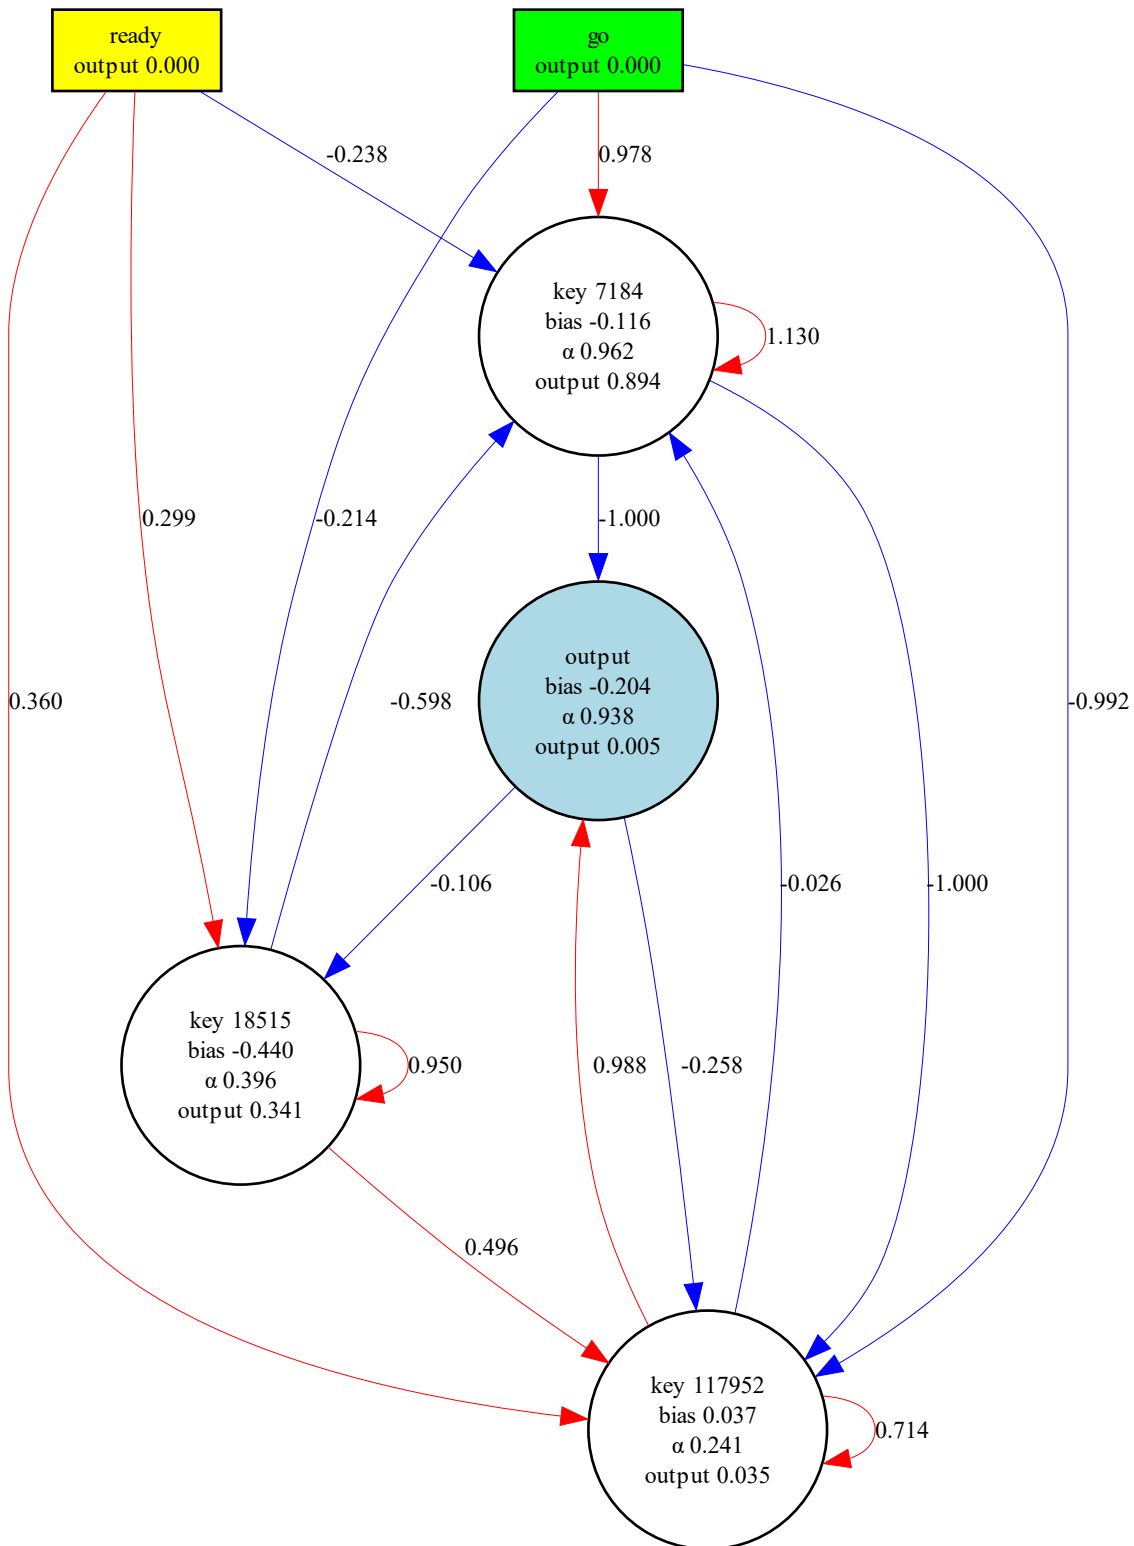 ready
output 0.000
go
output 0.000
-0.238
0.978
key 7184
bias -0.116
α 0.962
output 0.894
1.130
0.299
-0.214
-1.000
output
bias -0.204
α 0.938
output 0.005
0.360
-0.598
-0.992
-0.106
-0.026
-1.000
key 18515
bias -0.440
α 0.396
output 0.341
0.950
0.988
-0.258
0.496
key 117952
bias 0.037
α 0.241
output 0.035
0.714